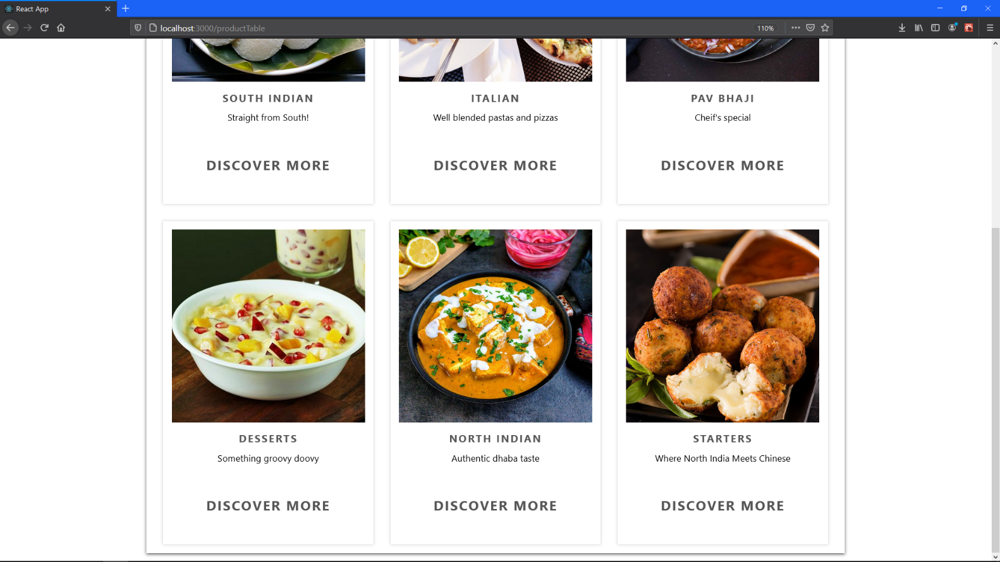 React App
localhost:3000/productTable
110%
SOUTH INDIAN
Straight from South!
DISCOVER MORE
ITALIAN
Well blended pastas and pizzas
DISCOVER MORE
PAV BHAJI
Cheif's special
DISCOVER MORE
DESSERTS
Something groovy doovy
DISCOVER MORE
NORTH INDIAN
Authentic dhaba taste
DISCOVER MORE
STARTERS
Where North India Meets Chinese
DISCOVER MORE